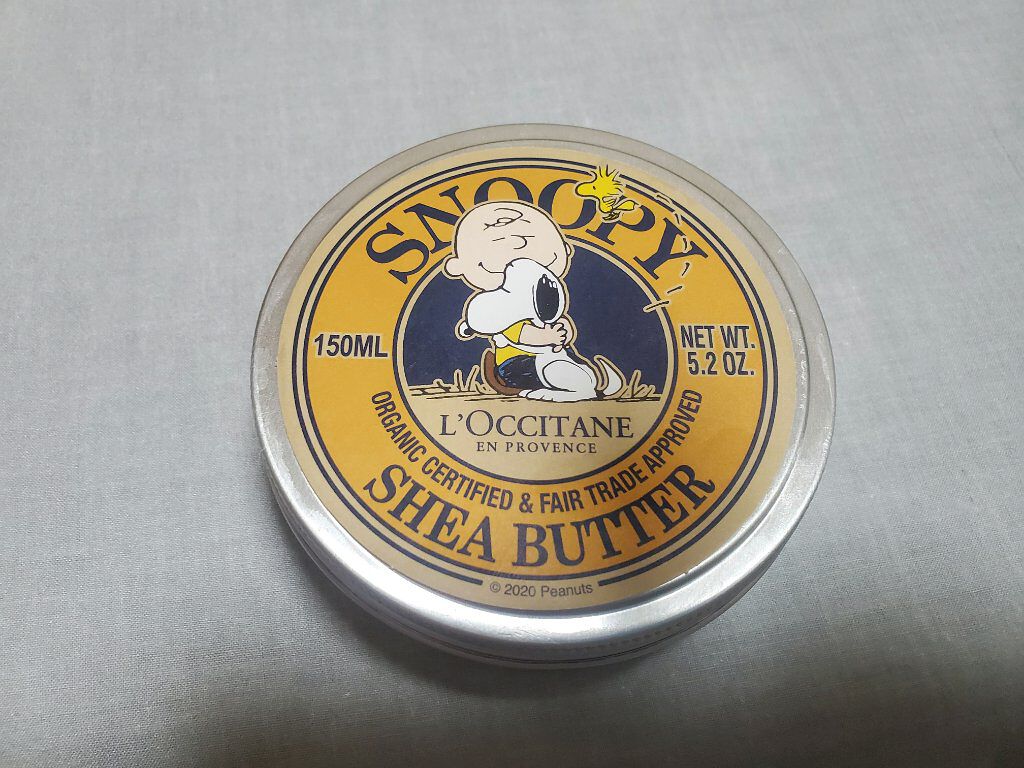 SNOOPY
150ML
NET WT.
5.2 OZ.
L'OCCITANE
EN PROVENCE
ORGANIC CERTIFIED & FAIR TRADE APPROVED
SHEA BUTTER
© 2020 Peanuts